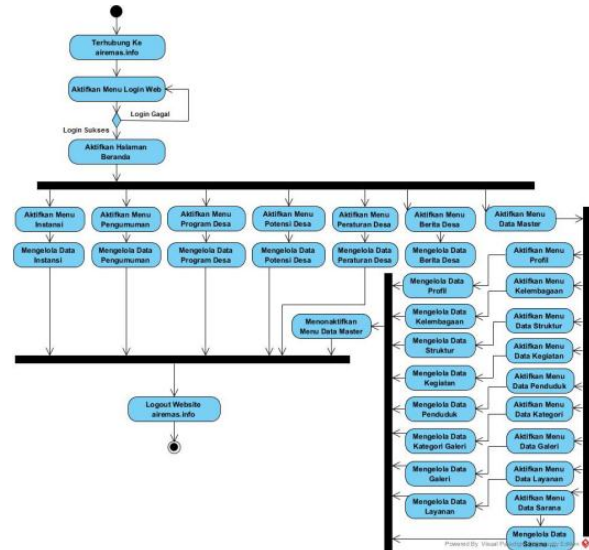 Terhubung Ke
airemas.info
Aktifkan Menu Login Web
Login Gagal
Login Sukses
Aktifkan Halaman
Beranda
Aktifkan Menu
Instansi
Aktifkan Menu
Pengumuman
Aktifkan Menu
Program Desa
Aktifkan Menu
Potensi Desa
Aktifkan Menu
Peraturan Desa
Aktifkan Menu
Berita Desa
Aktifkan Menu
Data Master
Mengelola Data
Instansi
Mengelola Data
Pengumuman
Mengelola Data
Program Desa
Mengelola Data
Potensi Desa
Mengelola Data
Peraturan Desa
Mengelola Data
Berita Desa
Aktifkan Menu
Profil
Mengelola Data
Profil
Aktifkan Menu
Kelembagaan
Mengelola Data
Kelembagaan
Aktifkan Menu
Data Struktur
Menonaktifkan
Menu Data Master
Mengelola Data
Struktur
Aktifkan Menu
Data Kegiatan
Mengelola Data
Kegiatan
Aktifkan Menu
Data Penduduk
Mengelola Data
Penduduk
Aktifkan Menu
Data Kategori
Mengelola Data
Kategori Galeri
Aktifkan Menu
Data Galeri
Mengelola Data
Galeri
Aktifkan Menu
Data Layanan
Mengelola Data
Layanan
Aktifkan Menu
Data Sarana
Mengelola Data
Sarana
Logout Website
airemas.info
Powered By Visual